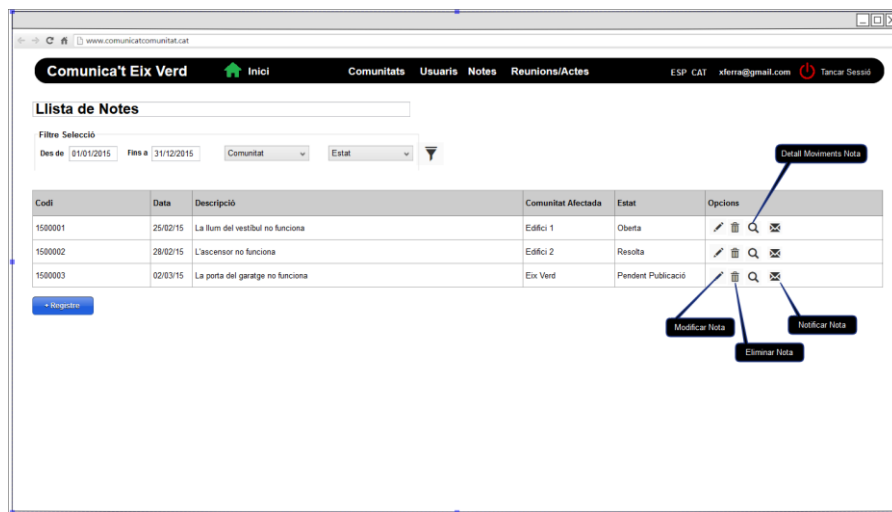 www.comunicatcomunitat.cat
Comunica't Eix Verd Inici Comunitats Usuaris Notes Reunions/Actes ESP CAT xferra@gmail.com Tancar Sessió
Llista de Notes
Filtre Selecció
Des de 01/01/2015 Fins a 31/12/2015 Comunitat Estat
Detall Moviments Nota
Codi Data Descripció Comunitat Afectada Estat Opcions
1500001 25/02/15 La llum del vestíbul no funciona Edifici 1 Oberta
1500002 28/02/15 L'ascensor no funciona Edifici 2 Resolta
1500003 02/03/15 La porta del garatge no funciona Eix Verd Pendent Publicació
+ Registre
Modificar Nota Notificar Nota
Eliminar Nota